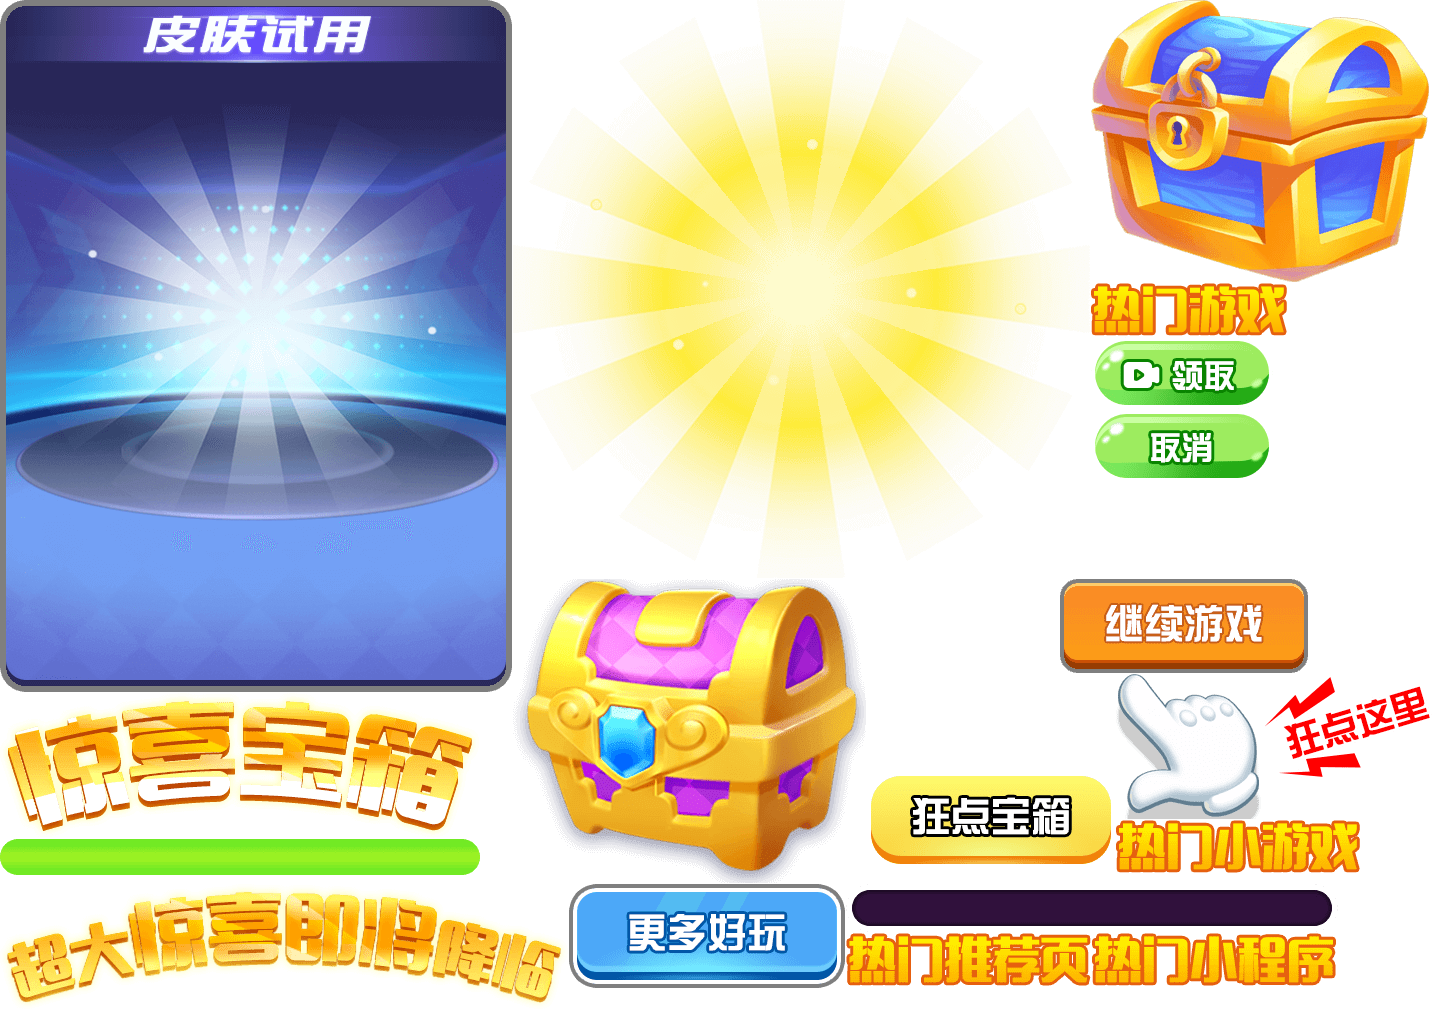 皮肤试用
热门游戏
领取
取消
继续游戏
狂点这里
惊喜宝箱
狂点宝箱
热门小游戏
更多好玩
超大惊喜即将降临
热门推荐页
热门小程序